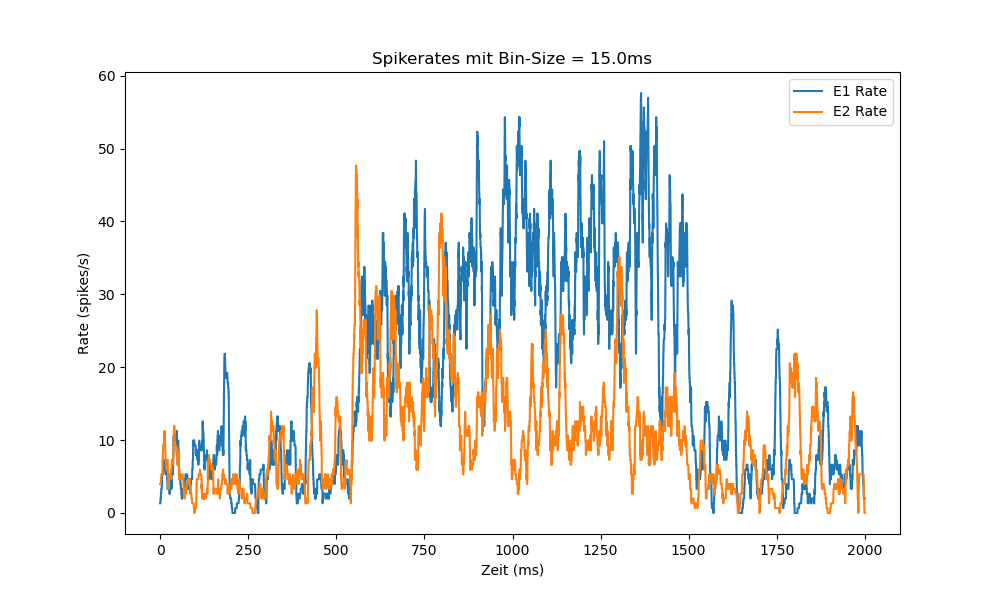 Spikerates mit Bin-Size = 15.0ms
E1 Rate
E2 Rate
60
50
40
30
20
10
0
Rate (spikes/s)
0 250 500 750 1000 1250 1500 1750 2000
Zeit (ms)